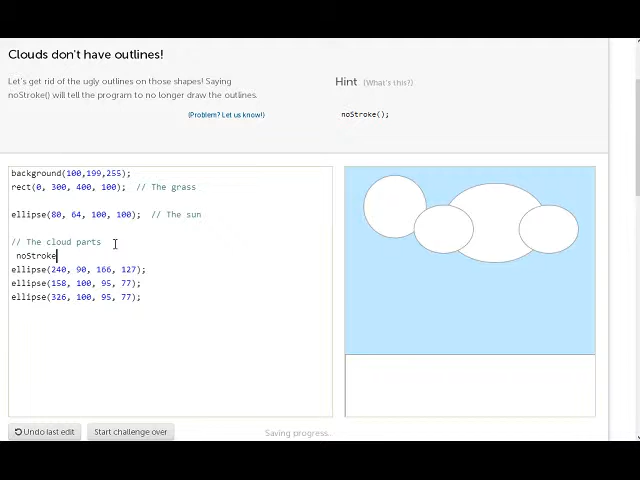 Clouds don't have outlines!
Let's get rid of the ugly outlines on those shapes! Saying
noStroke() will tell the program to no longer draw the outlines.
(Problem? Let us know!)
Hint (What's this?)
noStroke();
background(100,199,255);
rect(0, 300, 400, 100);  // The grass
ellipse(80, 64, 100, 100);  // The sun
// The cloud parts
noStroke
ellipse(240, 90, 166, 127);
ellipse(158, 100, 95, 77);
ellipse(326, 100, 95, 77);
Undo last edit
Start challenge over
Saving progress.